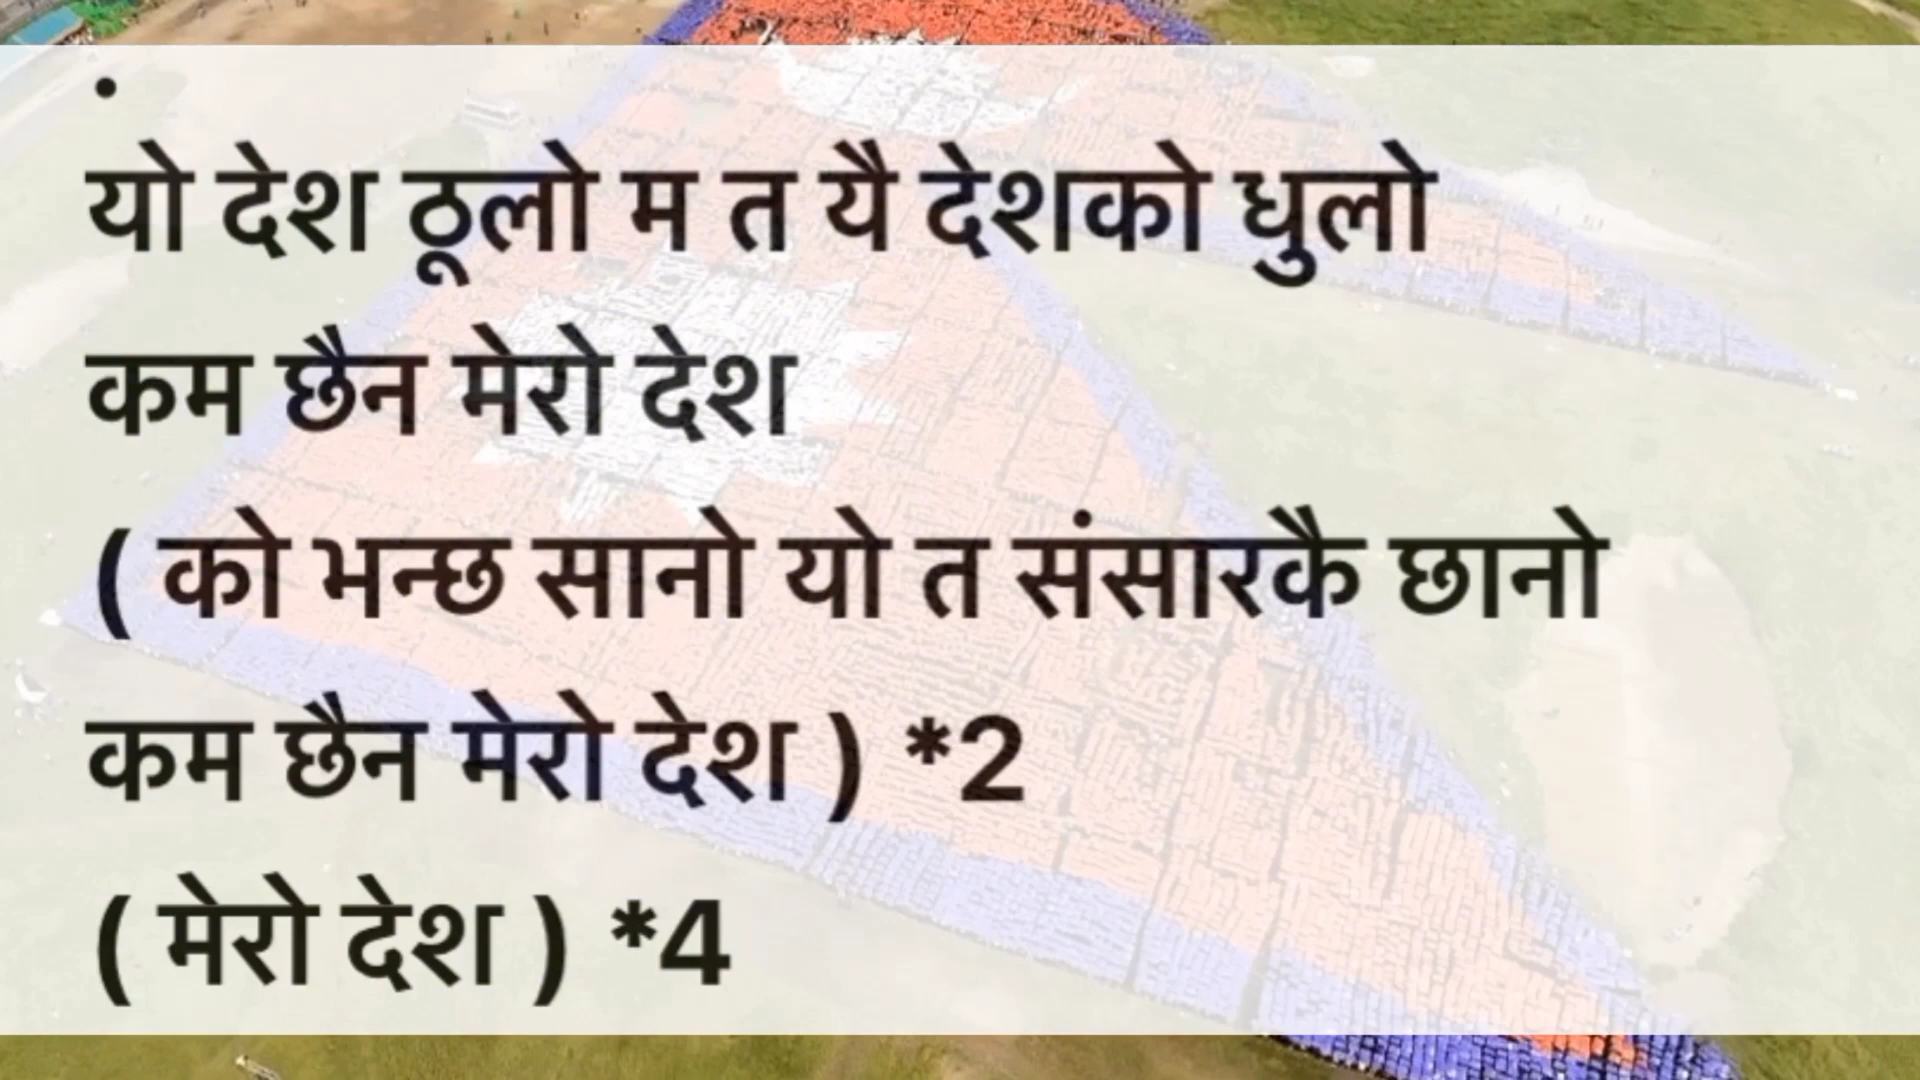 •
यो देश ठूलो म त यै देशको धुलो
कम छैन मेरो देश
( को भन्छ सानो यो त संसारकै छानो
कम छैन मेरो देश ) *2
( मेरो देश ) *4